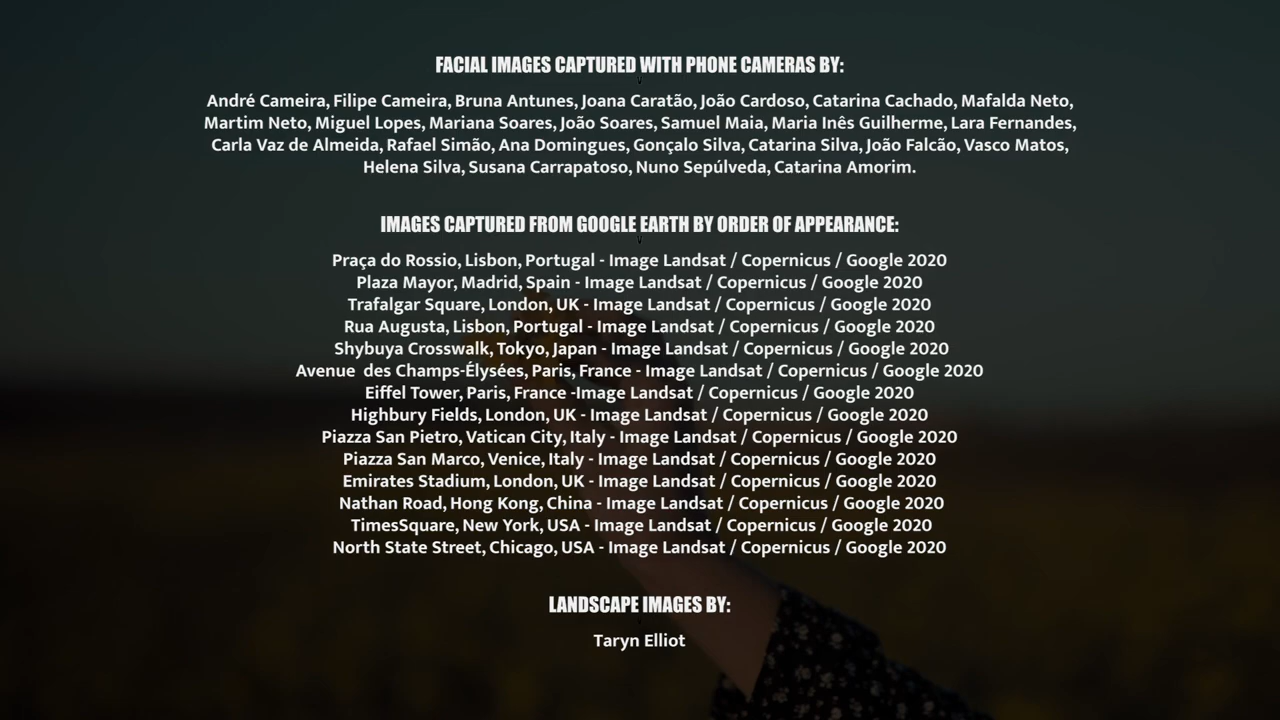 FACIAL IMAGES CAPTURED WITH PHONE CAMERAS BY:
André Cameira, Filipe Cameira, Bruna Antunes, Joana Caratão, João Cardoso, Catarina Cachado, Mafalda Neto,
Martim Neto, Miguel Lopes, Mariana Soares, João Soares, Samuel Maia, Maria Inês Guilherme, Lara Fernandes,
Carla Vaz de Almeida, Rafael Simão, Ana Domingues, Gonçalo Silva, Catarina Silva, João Falcão, Vasco Matos,
Helena Silva, Susana Carrapatoso, Nuno Sepúlveda, Catarina Amorim.
IMAGES CAPTURED FROM GOOGLE EARTH BY ORDER OF APPEARANCE:
Praça do Rossio, Lisbon, Portugal - Image Landsat / Copernicus / Google 2020
Plaza Mayor, Madrid, Spain - Image Landsat / Copernicus / Google 2020
Trafalgar Square, London, UK - Image Landsat / Copernicus / Google 2020
Rua Augusta, Lisbon, Portugal - Image Landsat / Copernicus / Google 2020
Shybuya Crosswalk, Tokyo, Japan - Image Landsat / Copernicus / Google 2020
Avenue  des Champs-Élysées, Paris, France - Image Landsat / Copernicus / Google 2020
Eiffel Tower, Paris, France -Image Landsat / Copernicus / Google 2020
Highbury Fields, London, UK - Image Landsat / Copernicus / Google 2020
Piazza San Pietro, Vatican City, Italy - Image Landsat / Copernicus / Google 2020
Piazza San Marco, Venice, Italy - Image Landsat / Copernicus / Google 2020
Emirates Stadium, London, UK - Image Landsat / Copernicus / Google 2020
Nathan Road, Hong Kong, China - Image Landsat / Copernicus / Google 2020
TimesSquare, New York, USA - Image Landsat / Copernicus / Google 2020
North State Street, Chicago, USA - Image Landsat / Copernicus / Google 2020
LANDSCAPE IMAGES BY:
Taryn Elliot